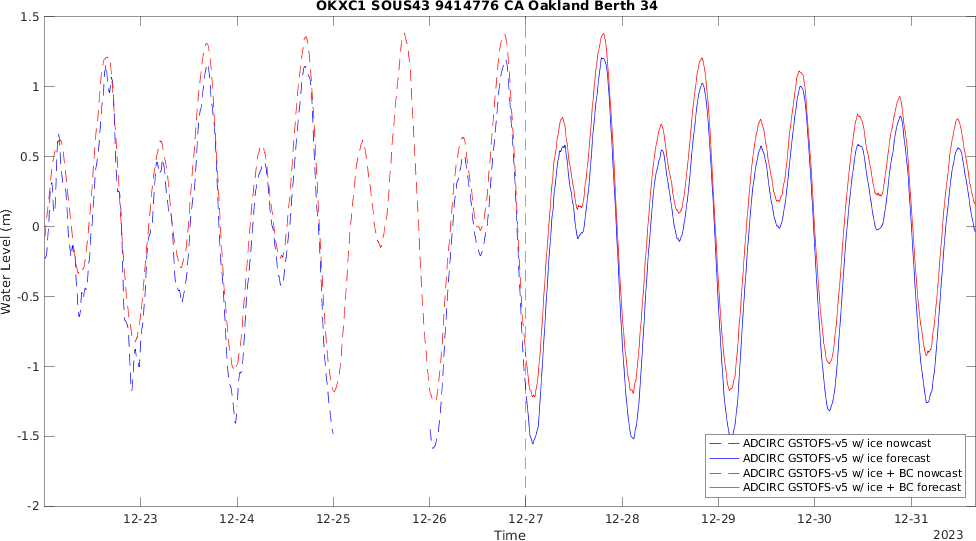 OKXC1 SOUS43 9414776 CA Oakland Berth 34
1.5
1
0.5
0
-0.5
-1
-1.5
-2
Water Level (m)
12-23
12-24
12-25
12-26
12-27
12-28
12-29
12-30
12-31
Time
2023
ADCIRC GSTOFS-v5 w/ ice nowcast
ADCIRC GSTOFS-v5 w/ ice forecast
ADCIRC GSTOFS-v5 w/ ice + BC nowcast
ADCIRC GSTOFS-v5 w/ ice + BC forecast